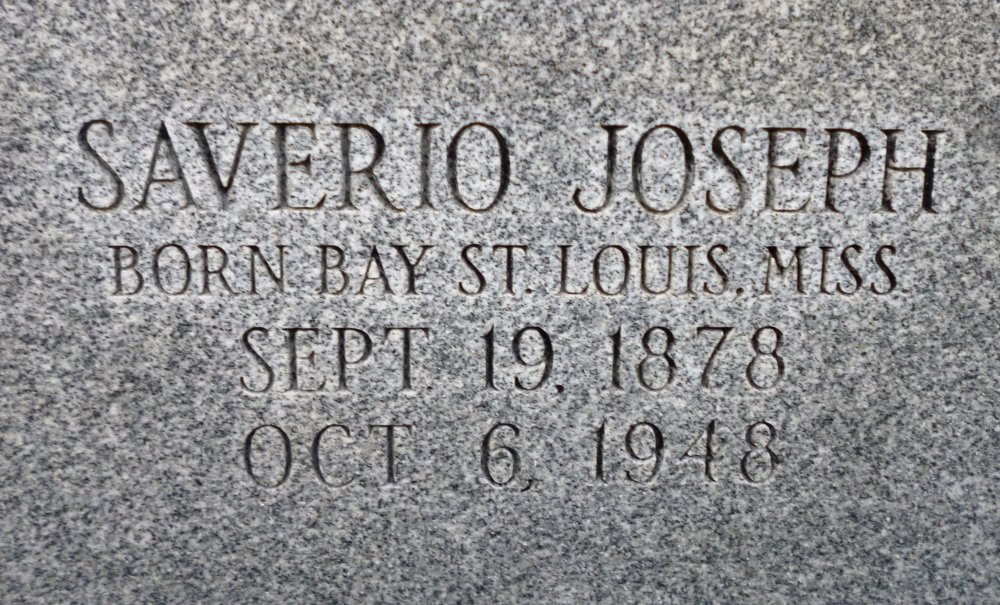 SAVERIO JOSEPH
BORN BAY ST. LOUIS, MISS.
SEPT. 19, 1878
OCT 6, 1948